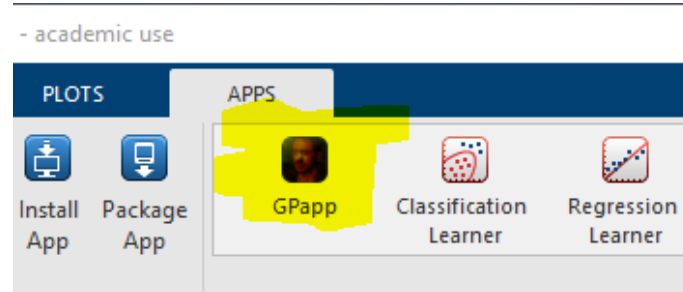 - academic use
PLOTS
APPS
Install
App
Package
App
GPapp
Classification
Learner
Regression
Learner